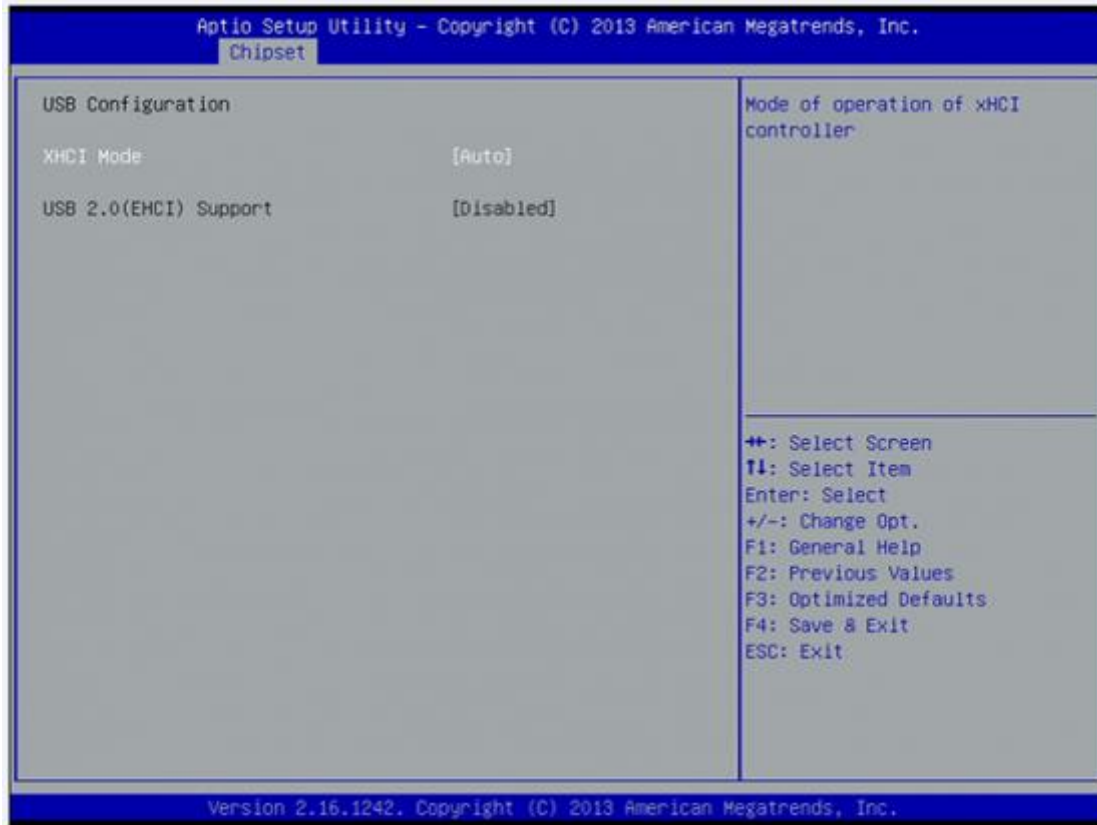 Aptio Setup Utility – Copyright (C) 2013 American Megatrends, Inc.
Chipset
USB Configuration
XHCI Mode [Auto]
USB 2.0(EHCI) Support [Disabled]
Mode of operation of xHCI
controller
→←: Select Screen
↑↓: Select Item
Enter: Select
+/-: Change Opt.
F1: General Help
F2: Previous Values
F3: Optimized Defaults
F4: Save & Exit
ESC: Exit
Version 2.16.1242. Copyright (C) 2013 American Megatrends, Inc.